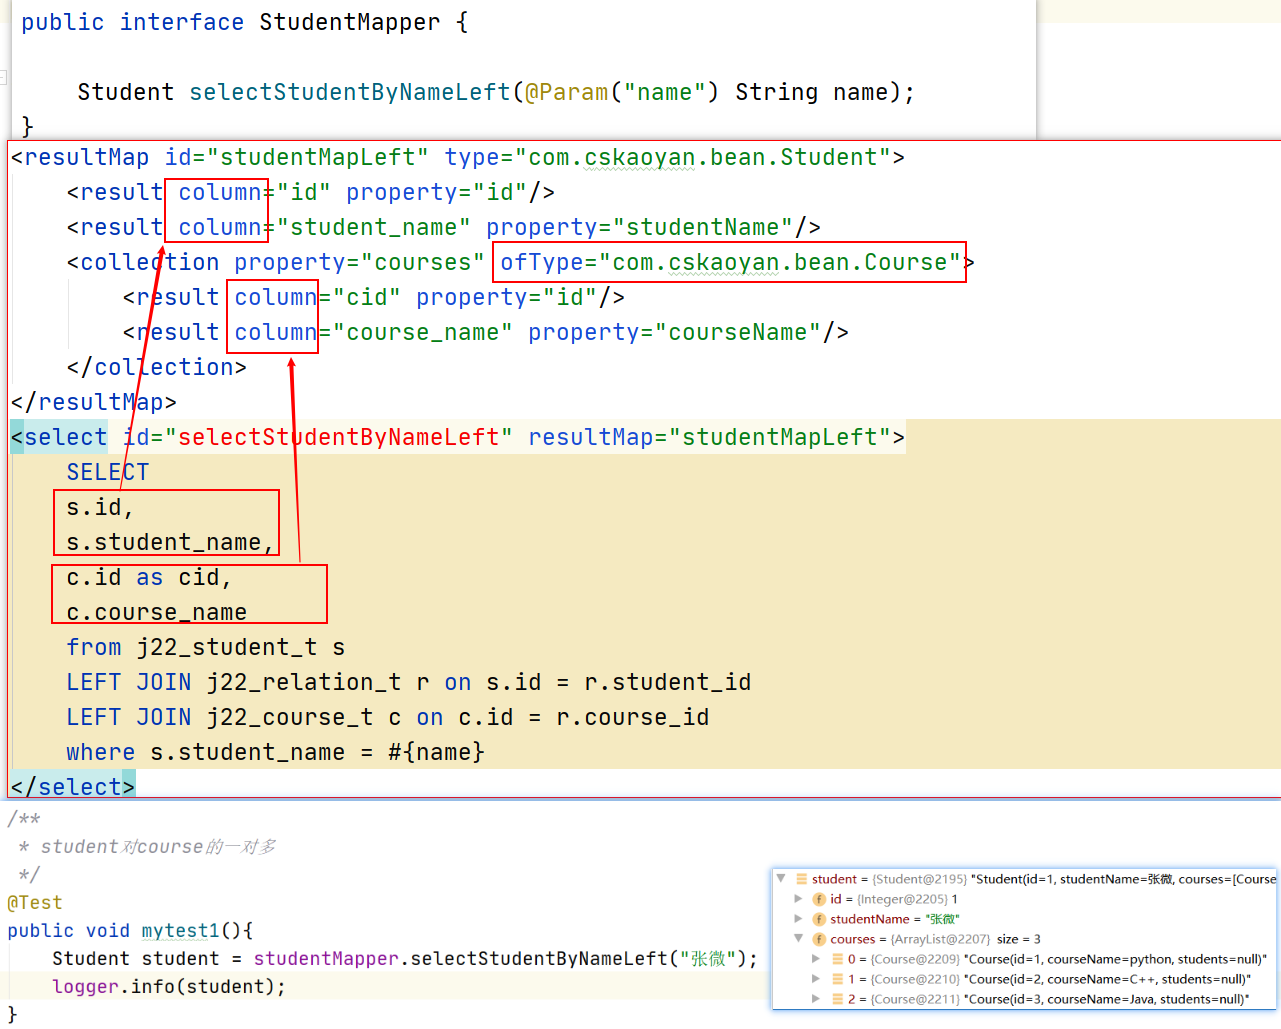 public interface StudentMapper {
Student selectStudentByNameLeft(@Param("name") String name);
}
<resultMap id="studentMapLeft" type="com.cskaoyan.bean.Student">
<result column="id" property="id"/>
<result column="student_name" property="studentName"/>
<collection property="courses" ofType="com.cskaoyan.bean.Course">
<result column="cid" property="id"/>
<result column="course_name" property="courseName"/>
</collection>
</resultMap>
<select id="selectStudentByNameLeft" resultMap="studentMapLeft">
SELECT
s.id,
s.student_name,
c.id as cid,
c.course_name
from j22_student_t s
LEFT JOIN j22_relation_t r on s.id = r.student_id
LEFT JOIN j22_course_t c on c.id = r.course_id
where s.student_name = #{name}
</select>
/**
* student对course的一对多
*/
@Test
public void mytest1(){
Student student = studentMapper.selectStudentByNameLeft("张微");
logger.info(student);
}
student = {Student@2195} "Student(id=1, studentName=张微, courses=[Course
id = {Integer@2205} 1
studentName = "张微"
courses = {ArrayList@2207} size = 3
0 = {Course@2209} "Course(id=1, courseName=python, students=null)"
1 = {Course@2210} "Course(id=2, courseName=C++, students=null)"
2 = {Course@2211} "Course(id=3, courseName=Java, students=null)"